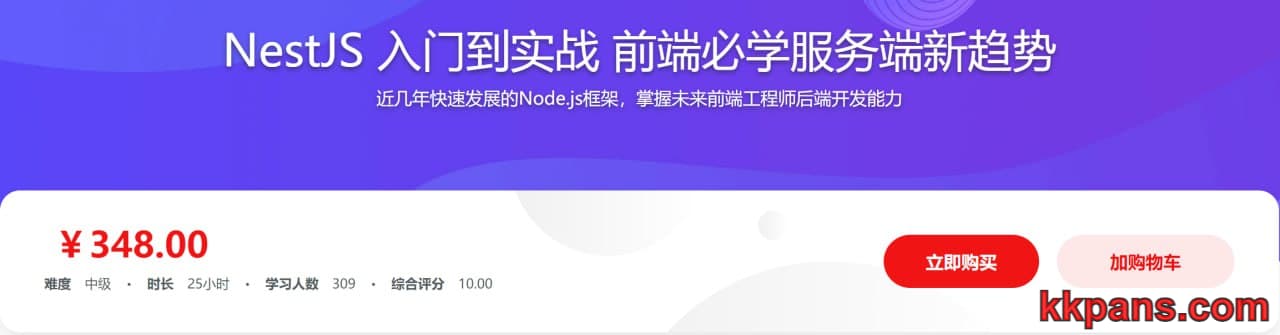 NestJS 入门到实战 前端必学服务端新趋势
近几年快速发展的Node.js框架，掌握未来前端工程师后端开发能力
￥348.00
难度 中级 · 时长 25小时 · 学习人数 309 · 综合评分 10.00
立即购买 加购物车
kkpans.com